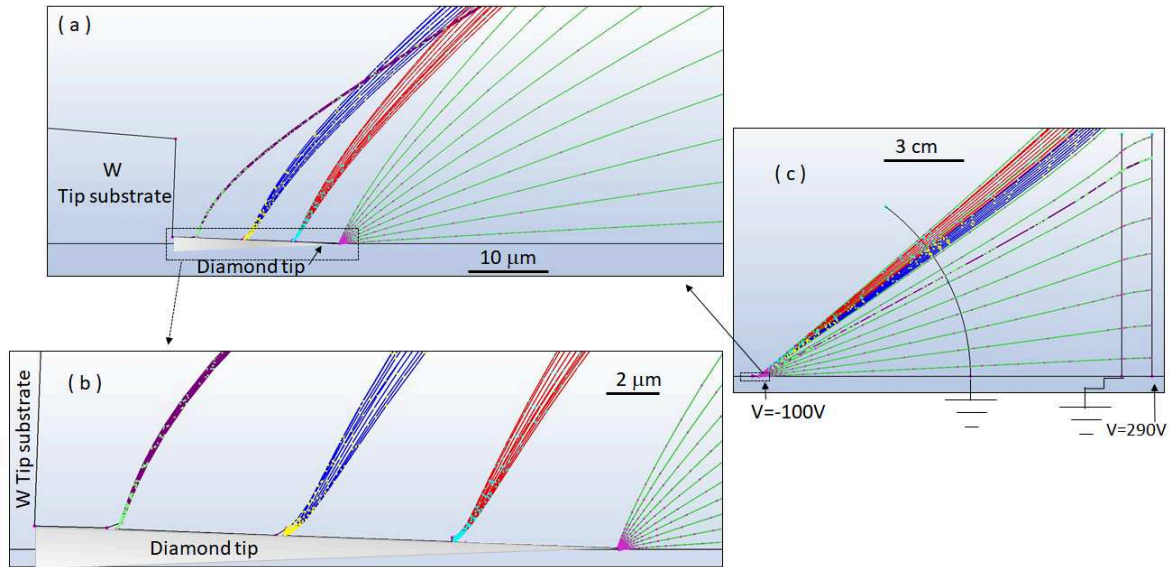 ( a )
W
Tip substrate
Diamond tip
10 μm
3 cm
( c )
V=-100V
V=290V
( b )
2 μm
W Tip substrate
Diamond tip